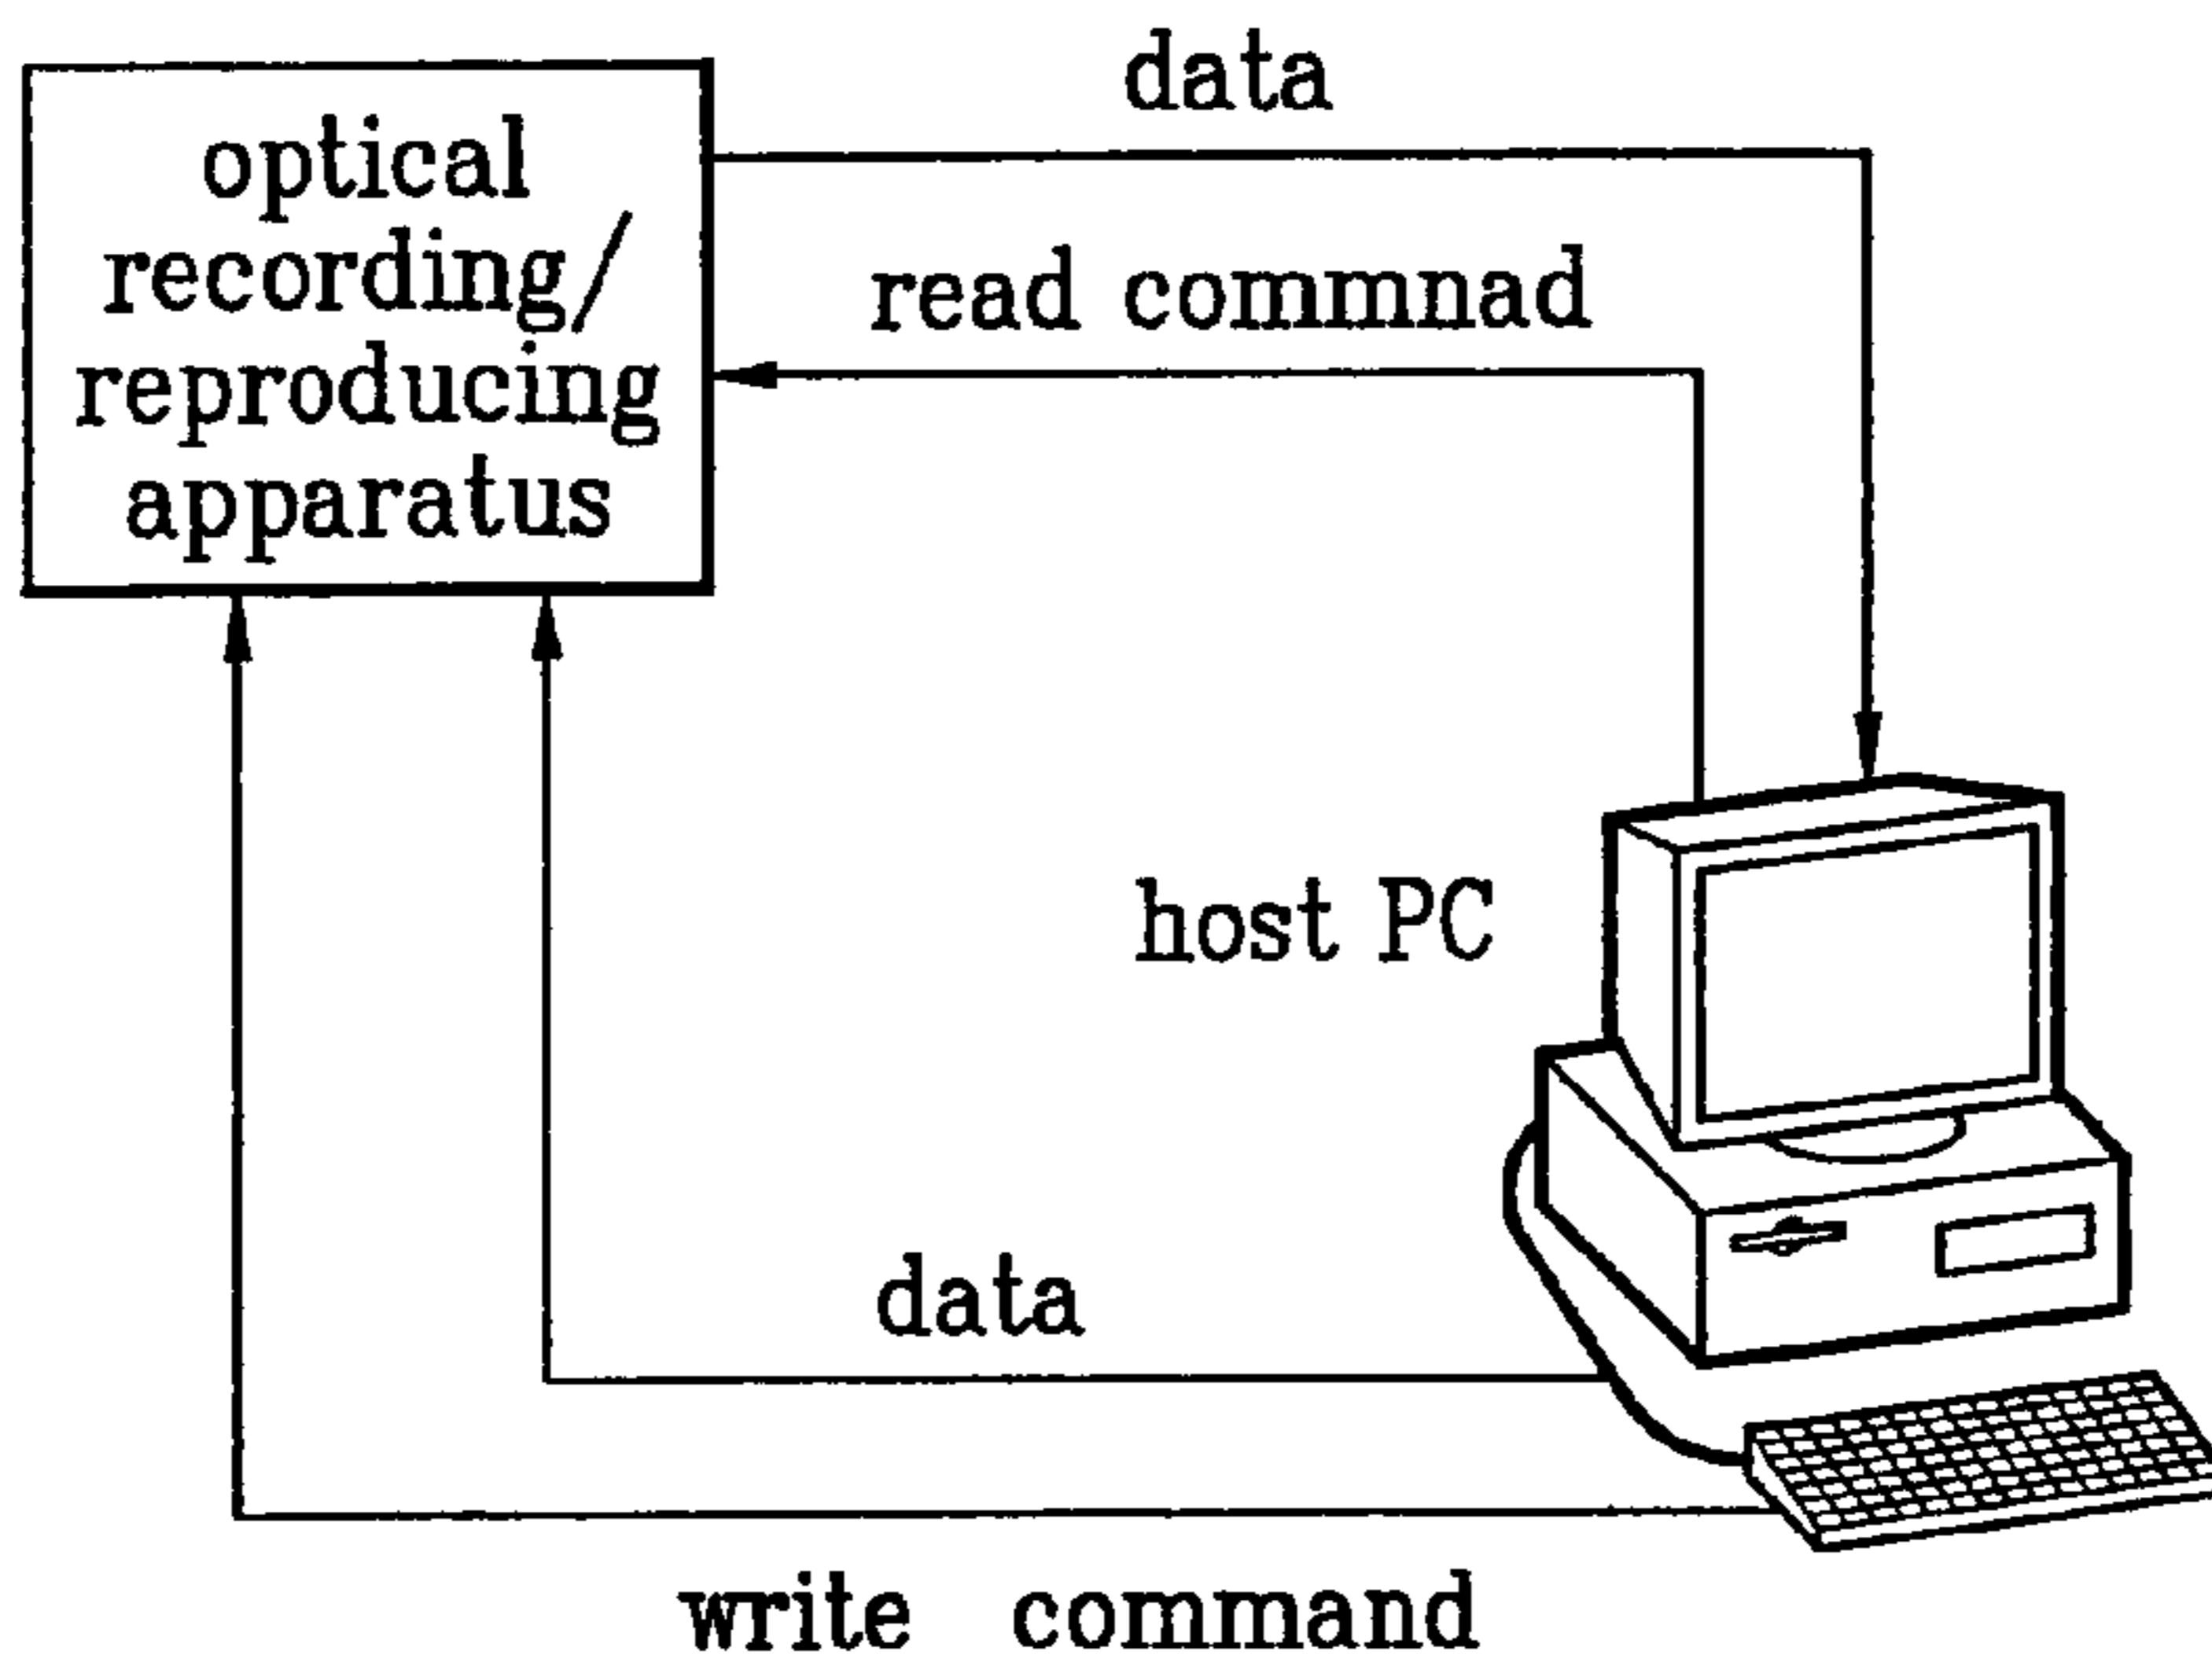 data
optical
recording/
reproducing
apparatus
read commnad
host PC
data
write command